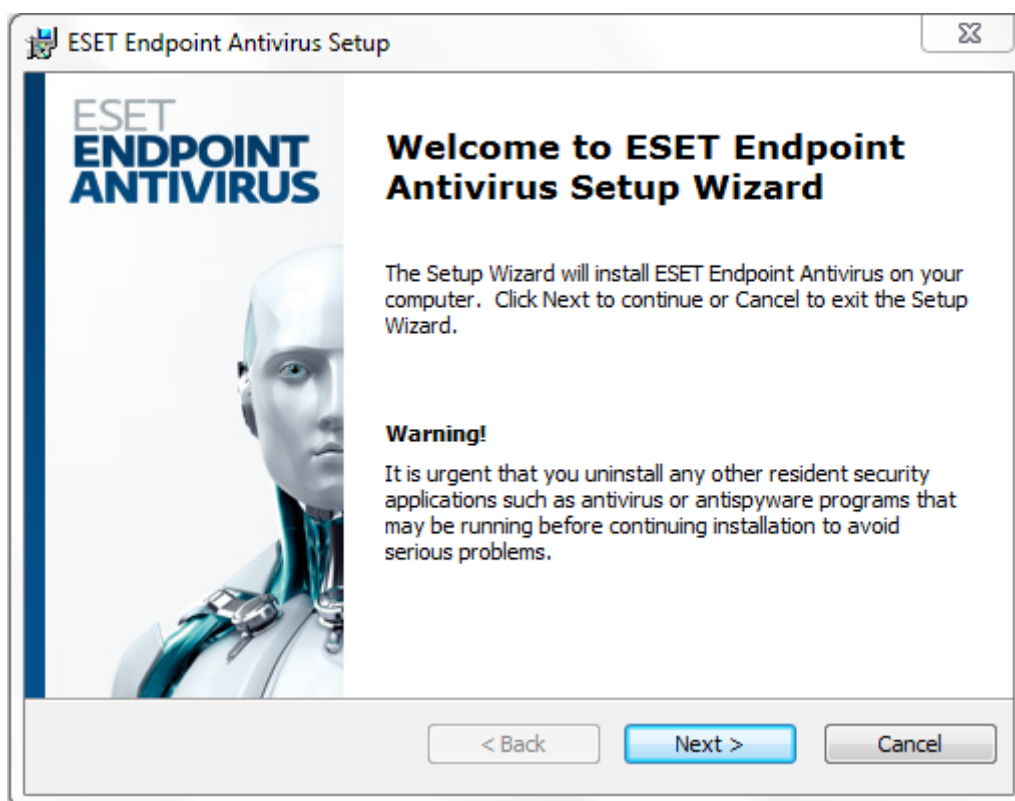 ESET Endpoint Antivirus Setup
ESET
ENDPOINT
ANTIVIRUS
Welcome to ESET Endpoint
Antivirus Setup Wizard
The Setup Wizard will install ESET Endpoint Antivirus on your
computer.  Click Next to continue or Cancel to exit the Setup
Wizard.
Warning!
It is urgent that you uninstall any other resident security
applications such as antivirus or antispyware programs that
may be running before continuing installation to avoid
serious problems.
< Back
Next >
Cancel